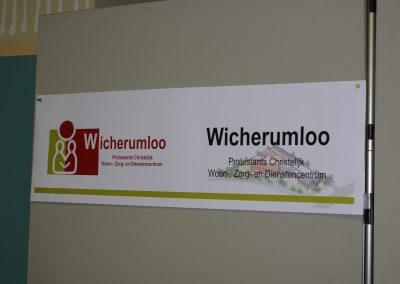 Wicherumloo
Protestants Christelijk
Woon-, Zorg- en Dienstencentrum
Wicherumloo
Protestants Christelijk
Woon-, Zorg- en Dienstencentrum